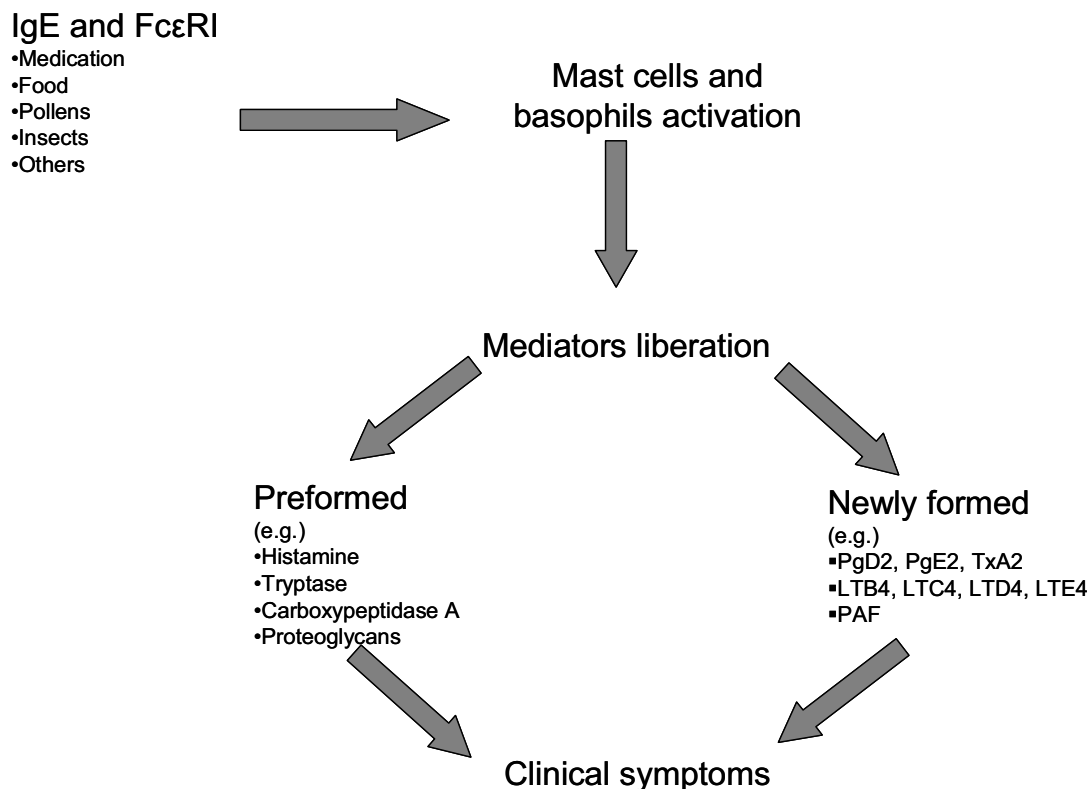 IgE and FcεRI
•Medication
•Food
•Pollens
•Insects
•Others
Mast cells and
basophils activation
Mediators liberation
Preformed
(e.g.)
•Histamine
•Tryptase
•Carboxypeptidase A
•Proteoglycans
Newly formed
(e.g.)
▪PgD2, PgE2, TxA2
▪LTB4, LTC4, LTD4, LTE4
▪PAF
Clinical symptoms